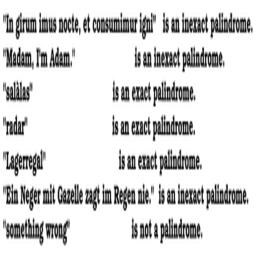 "In girum imus nocte, et consumimur igni" is an inexact palindrome.
"Madam, I'm Adam." is an inexact palindrome.
"salàlas" is an exact palindrome.
"radar" is an exact palindrome.
"Lagerregal" is an exact palindrome.
"Ein Neger mit Gazelle zagt im Regen nie." is an inexact palindrome.
"something wrong" is not a palindrome.